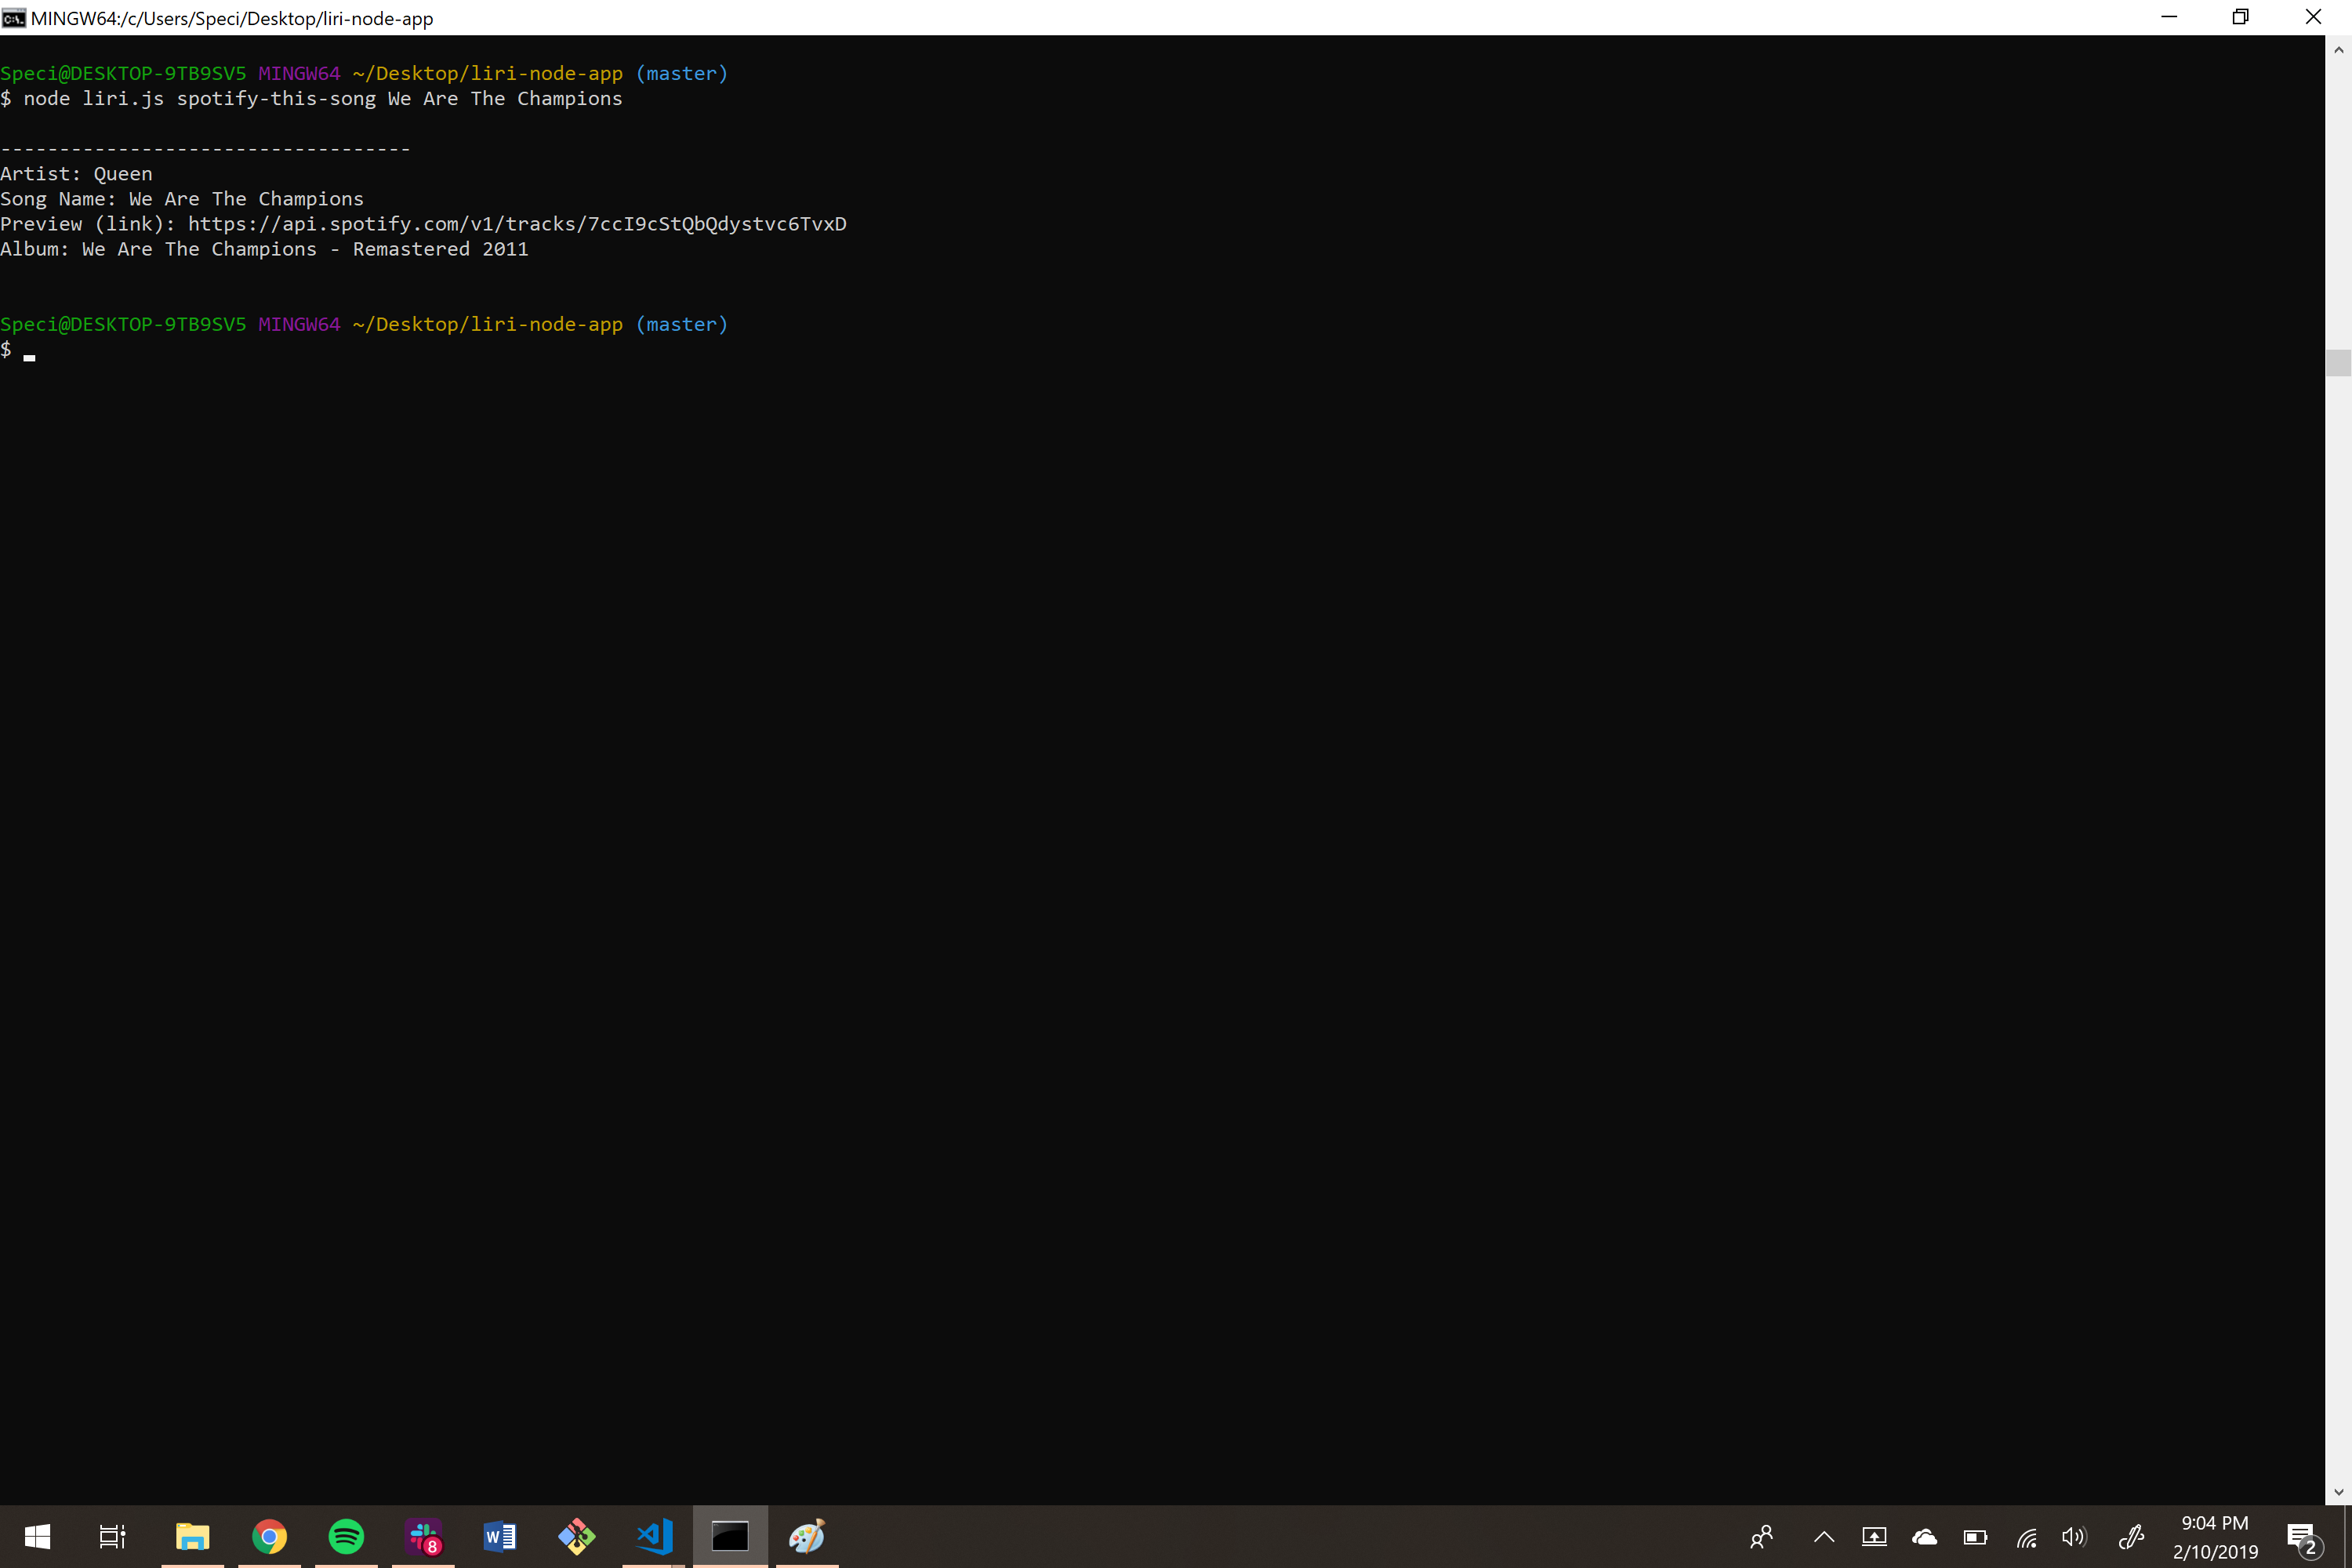 MINGW64:/c/Users/Speci/Desktop/liri-node-app
Speci@DESKTOP-9TB9SV5 MINGW64 ~/Desktop/liri-node-app (master)
$ node liri.js spotify-this-song We Are The Champions
-----------------------------------
Artist: Queen
Song Name: We Are The Champions
Preview (link): https://api.spotify.com/v1/tracks/7ccI9cStQbQdystvc6TvxD
Album: We Are The Champions - Remastered 2011
Speci@DESKTOP-9TB9SV5 MINGW64 ~/Desktop/liri-node-app (master)
$
8
9:04 PM
2/10/2019
2